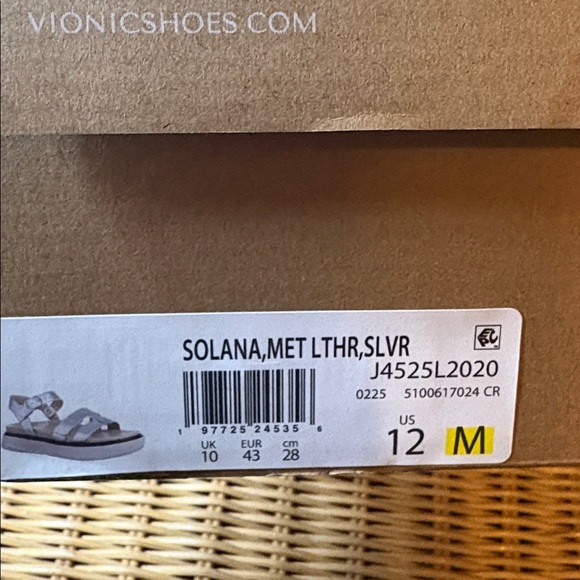 VIONICSHOES.COM
SOLANA,MET LTHR,SLVR
J4525L2020
0225 5100617024 CR
1 97725 24535 6
UK EUR cm
10 43 28
US
12 M